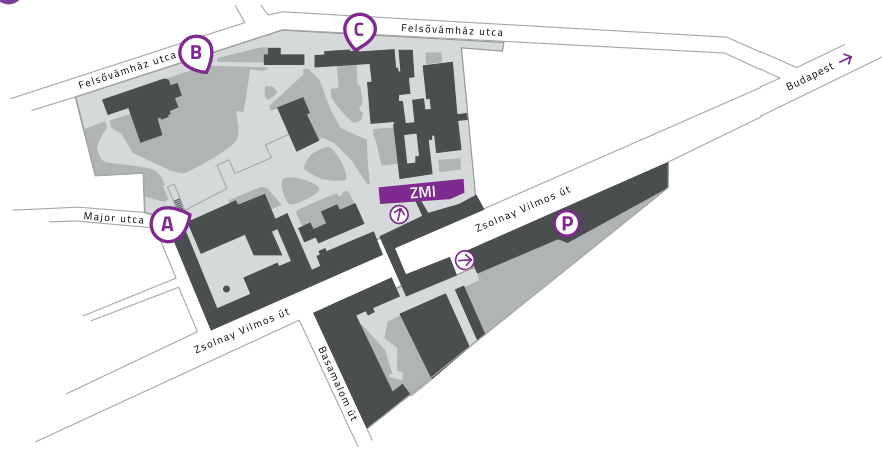 C
Felsővámház utca
B
Felsővámház utca
Budapest
ZMI
Major utca
A
Zsolnay Vilmos út
P
Zsolnay Vilmos út
Basamalom út